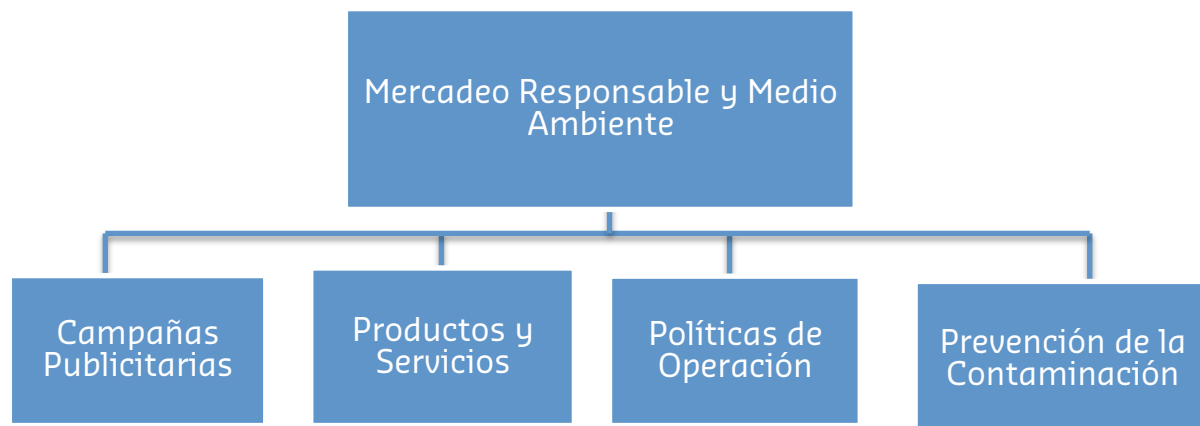 Mercadeo Responsable y Medio
Ambiente
Campañas
Publicitarias
Productos y
Servicios
Políticas de
Operación
Prevención de la
Contaminación